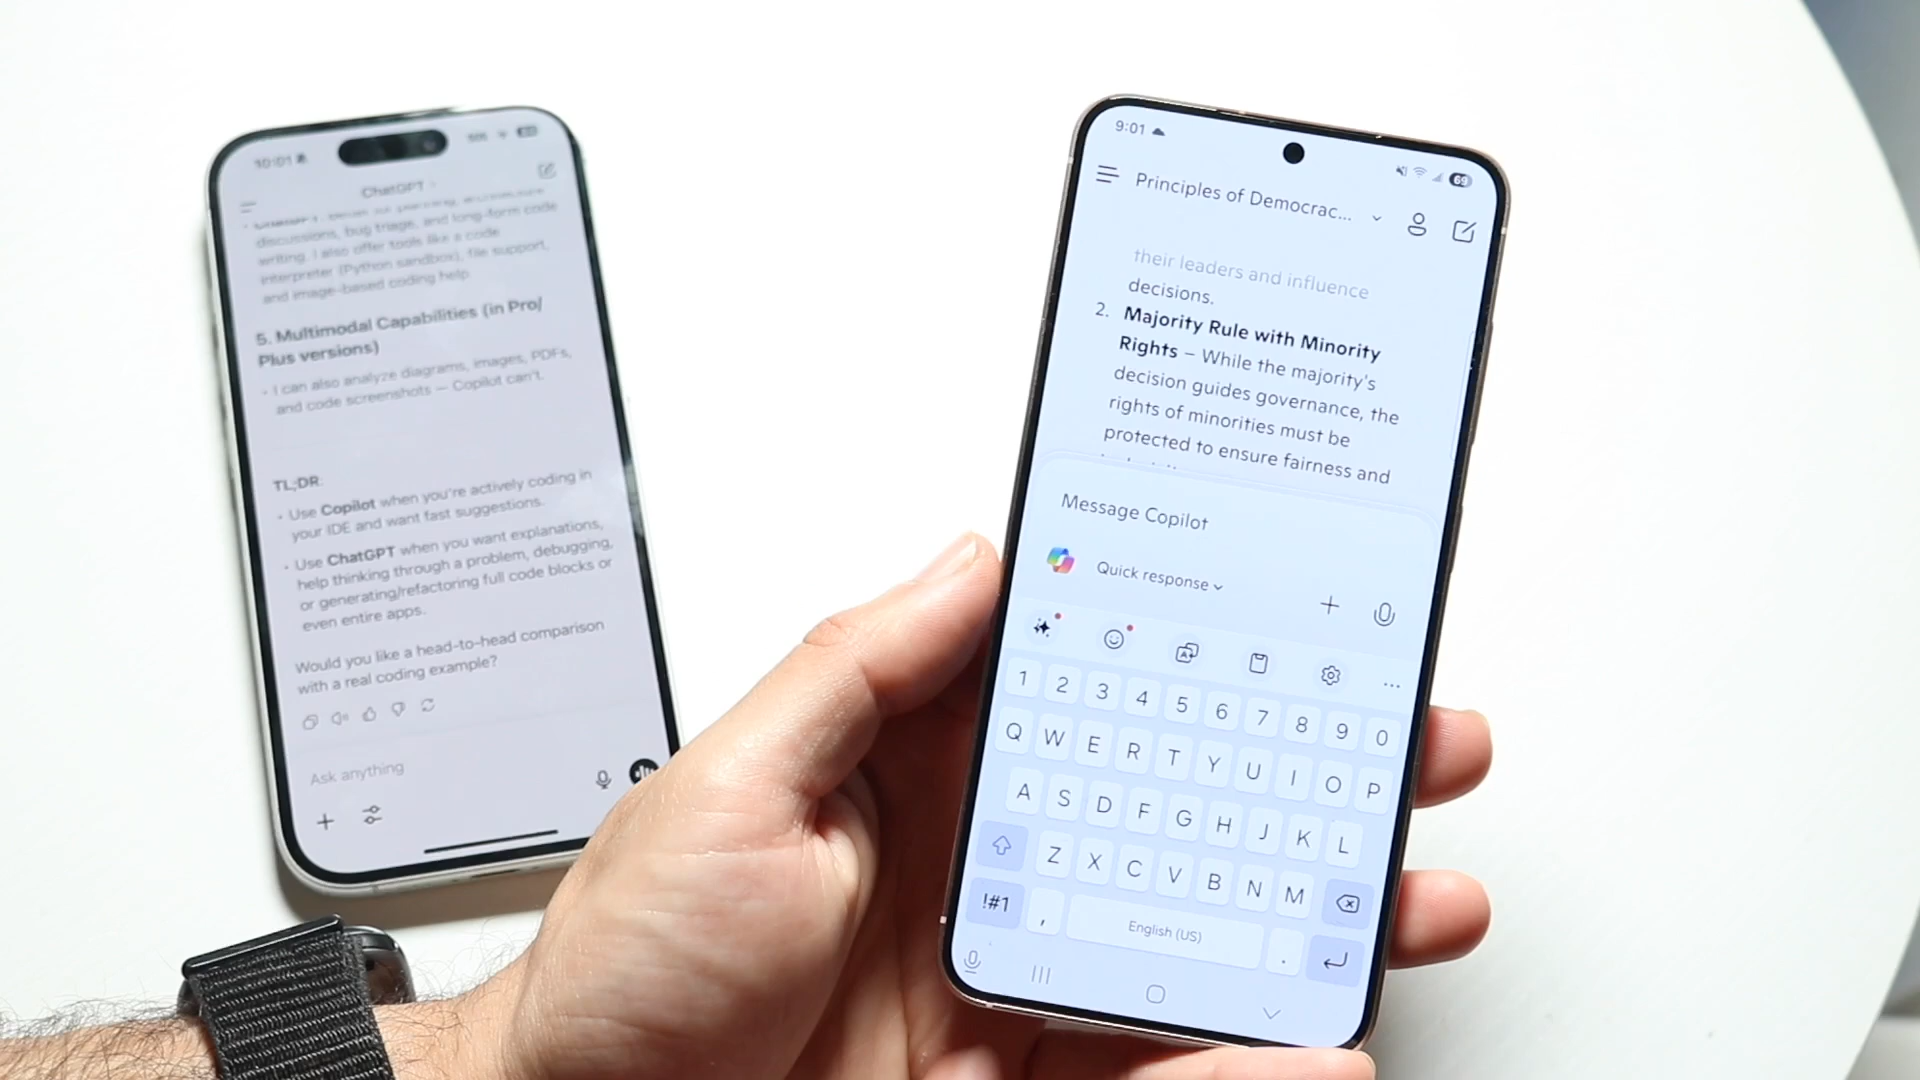 10:01
ChatGPT
discussions, bug triage, and long-form code
writing. I also offer tools like a code
interpreter (Python sandbox), file support,
and image-based coding help.
5. Multimodal Capabilities (in Pro/
Plus versions)
• I can also analyze diagrams, images, PDFs,
and code screenshots — Copilot can't.
TL;DR:
• Use Copilot when you're actively coding in
your IDE and want fast suggestions.
• Use ChatGPT when you want explanations,
help thinking through a problem, debugging,
or generating/refactoring full code blocks or
even entire apps.
Would you like a head-to-head comparison
with a real coding example?
Ask anything
9:01
69
Principles of Democrac...
their leaders and influence
decisions.
2. Majority Rule with Minority
Rights – While the majority's
decision guides governance, the
rights of minorities must be
protected to ensure fairness and
Message Copilot
Quick response
1 2 3 4 5 6 7 8 9 0
Q W E R T Y U I O P
A S D F G H J K L
Z X C V B N M
!#1 , English (US) .